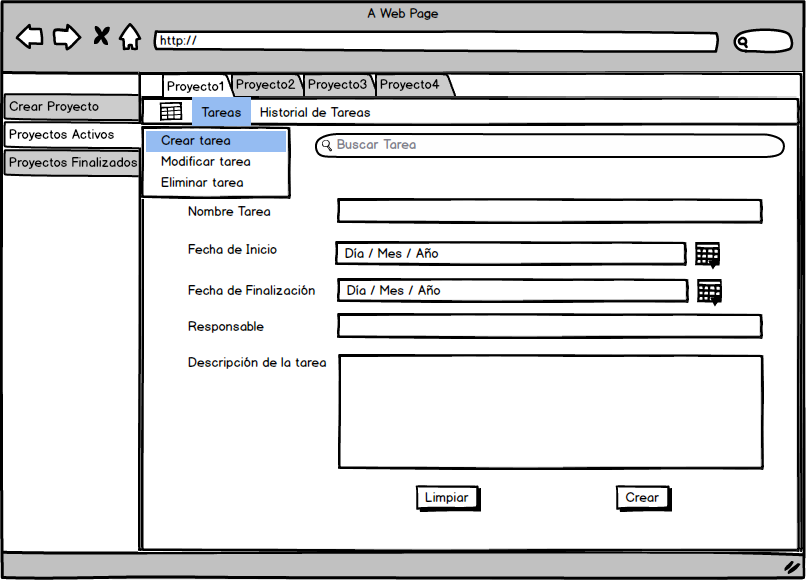 A Web Page
http://
Proyecto1 Proyecto2 Proyecto3 Proyecto4
Crear Proyecto
Proyectos Activos
Proyectos Finalizados
Tareas Historial de Tareas
Crear tarea
Modificar tarea
Eliminar tarea
Buscar Tarea
Nombre Tarea
Fecha de Inicio Día / Mes / Año
Fecha de Finalización Día / Mes / Año
Responsable
Descripción de la tarea
Limpiar Crear